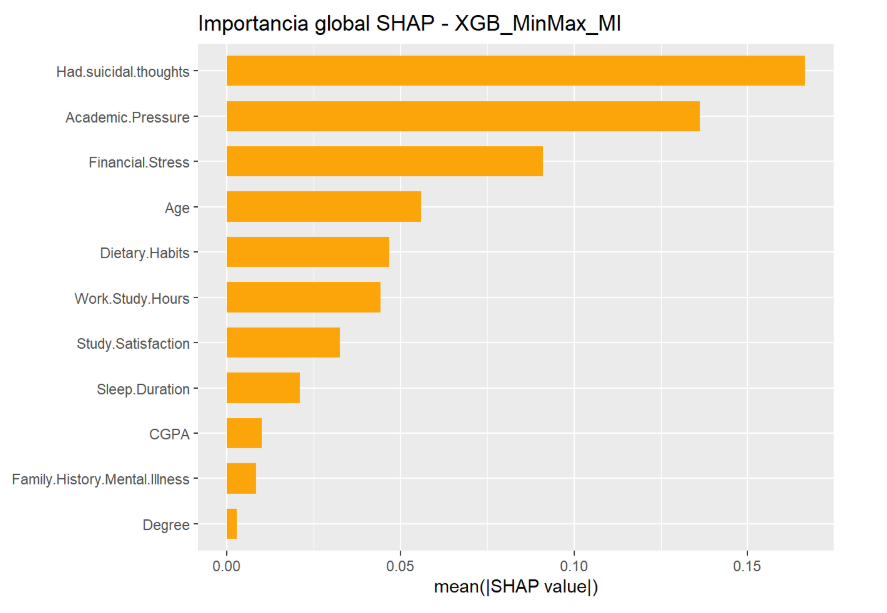 Importancia global SHAP - XGB_MinMax_MI
Had.suicidal.thoughts
Academic.Pressure
Financial.Stress
Age
Dietary.Habits
Work.Study.Hours
Study.Satisfaction
Sleep.Duration
CGPA
Family.History.Mental.Illness
Degree
0.00 0.05 0.10 0.15
mean(|SHAP value|)